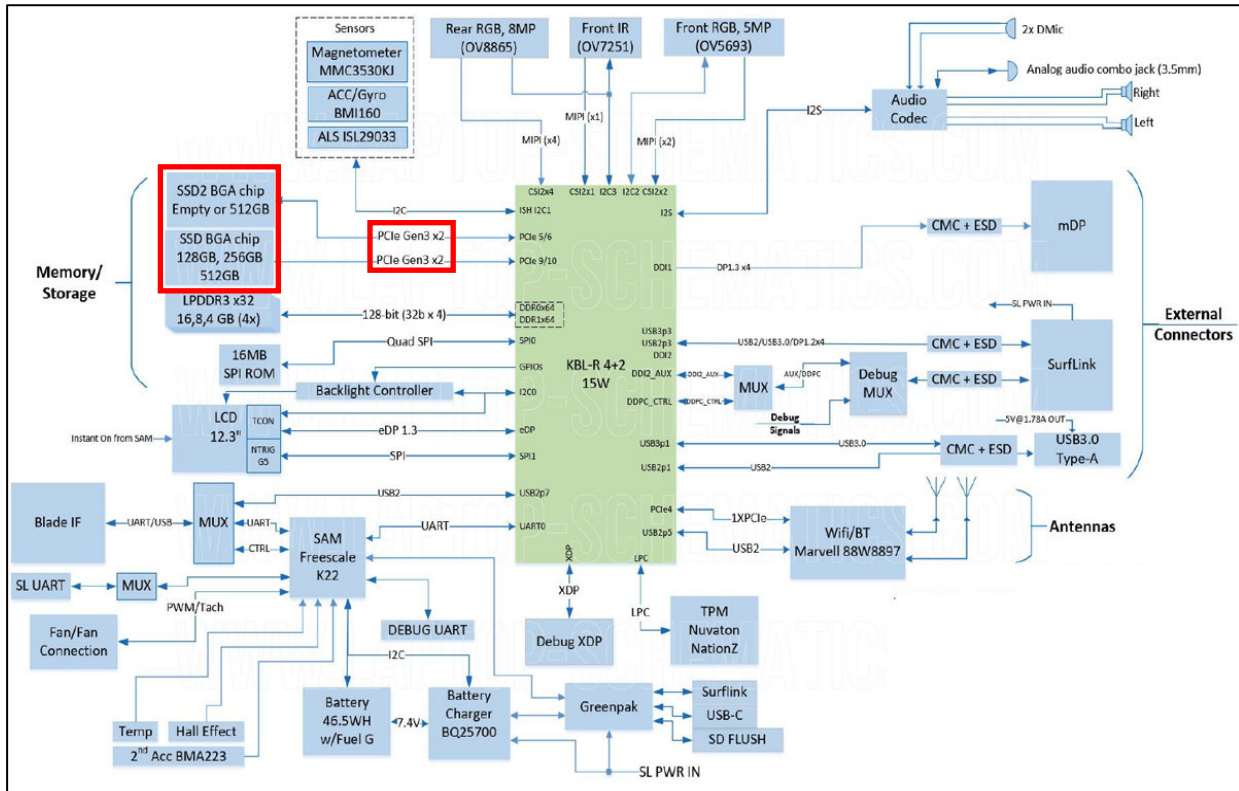 Sensors
Magnetometer
MMC3530KJ
ACC/Gyro
BMI160
ALS ISL29033
Rear RGB, 8MP
(OV8865)
Front IR
(OV7251)
Front RGB, 5MP
(OV5693)
2x DMic
Analog audio combo jack (3.5mm)
Right
Left
Audio
Codec
I2S
MIPI (x4)
MIPI (x1)
MIPI (x2)
I2C
CSI2x4
CSI2x1
I2C3
I2C2
CSI2x2
ISH I2C1
I2S
SSD2 BGA chip
Empty or 512GB
PCIe Gen3 x2
PCIe 5/6
SSD BGA chip
128GB, 256GB
512GB
PCIe Gen3 x2
PCIe 9/10
Memory/
Storage
LPDDR3 x32
16,8,4 GB (4x)
128-bit (32b x 4)
DDR0x64
DDR1x64
Quad SPI
SPI0
16MB
SPI ROM
GPIOs
Backlight Controller
I2C0
LCD
12.3"
TCON
NTRIG
G5
Instant On from SAM
eDP 1.3
eDP
SPI
SPI1
KBL-R 4+2
15W
DDI1
DP1.3 x4
CMC + ESD
mDP
SL PWR IN
External
Connectors
USB3p3
USB2p3
DDI2
USB2/USB3.0/DP1.2x4
CMC + ESD
SurfLink
DDI2_AUX
DDI2_AUX
MUX
AUX/DDPC
Debug
MUX
CMC + ESD
DDPC_CTRL
DDPC_CTRL
Debug
Signals
5V@1.78A OUT
USB3p1
USB3.0
CMC + ESD
USB3.0
Type-A
USB2p1
USB2
PCIe4
1XPCIe
USB2p5
USB2
Wifi/BT
Marvell 88W8897
Antennas
Blade IF
UART/USB
MUX
USB2
USB2p7
UART
CTRL
UART
UART0
SAM
Freescale
K22
SL UART
MUX
PWM/Tach
Fan/Fan
Connection
XDP
LPC
XDP
LPC
DEBUG UART
Debug XDP
TPM
Nuvaton
NationZ
I2C
Temp
Hall Effect
2nd Acc BMA223
Battery
46.5WH
w/Fuel G
7.4V
Battery
Charger
BQ25700
Greenpak
Surflink
USB-C
SD FLUSH
SL PWR IN
WWW.LAPTOP-SCHEMATICS.COM
WWW.LAPTOP-SCHEMATICS.COM